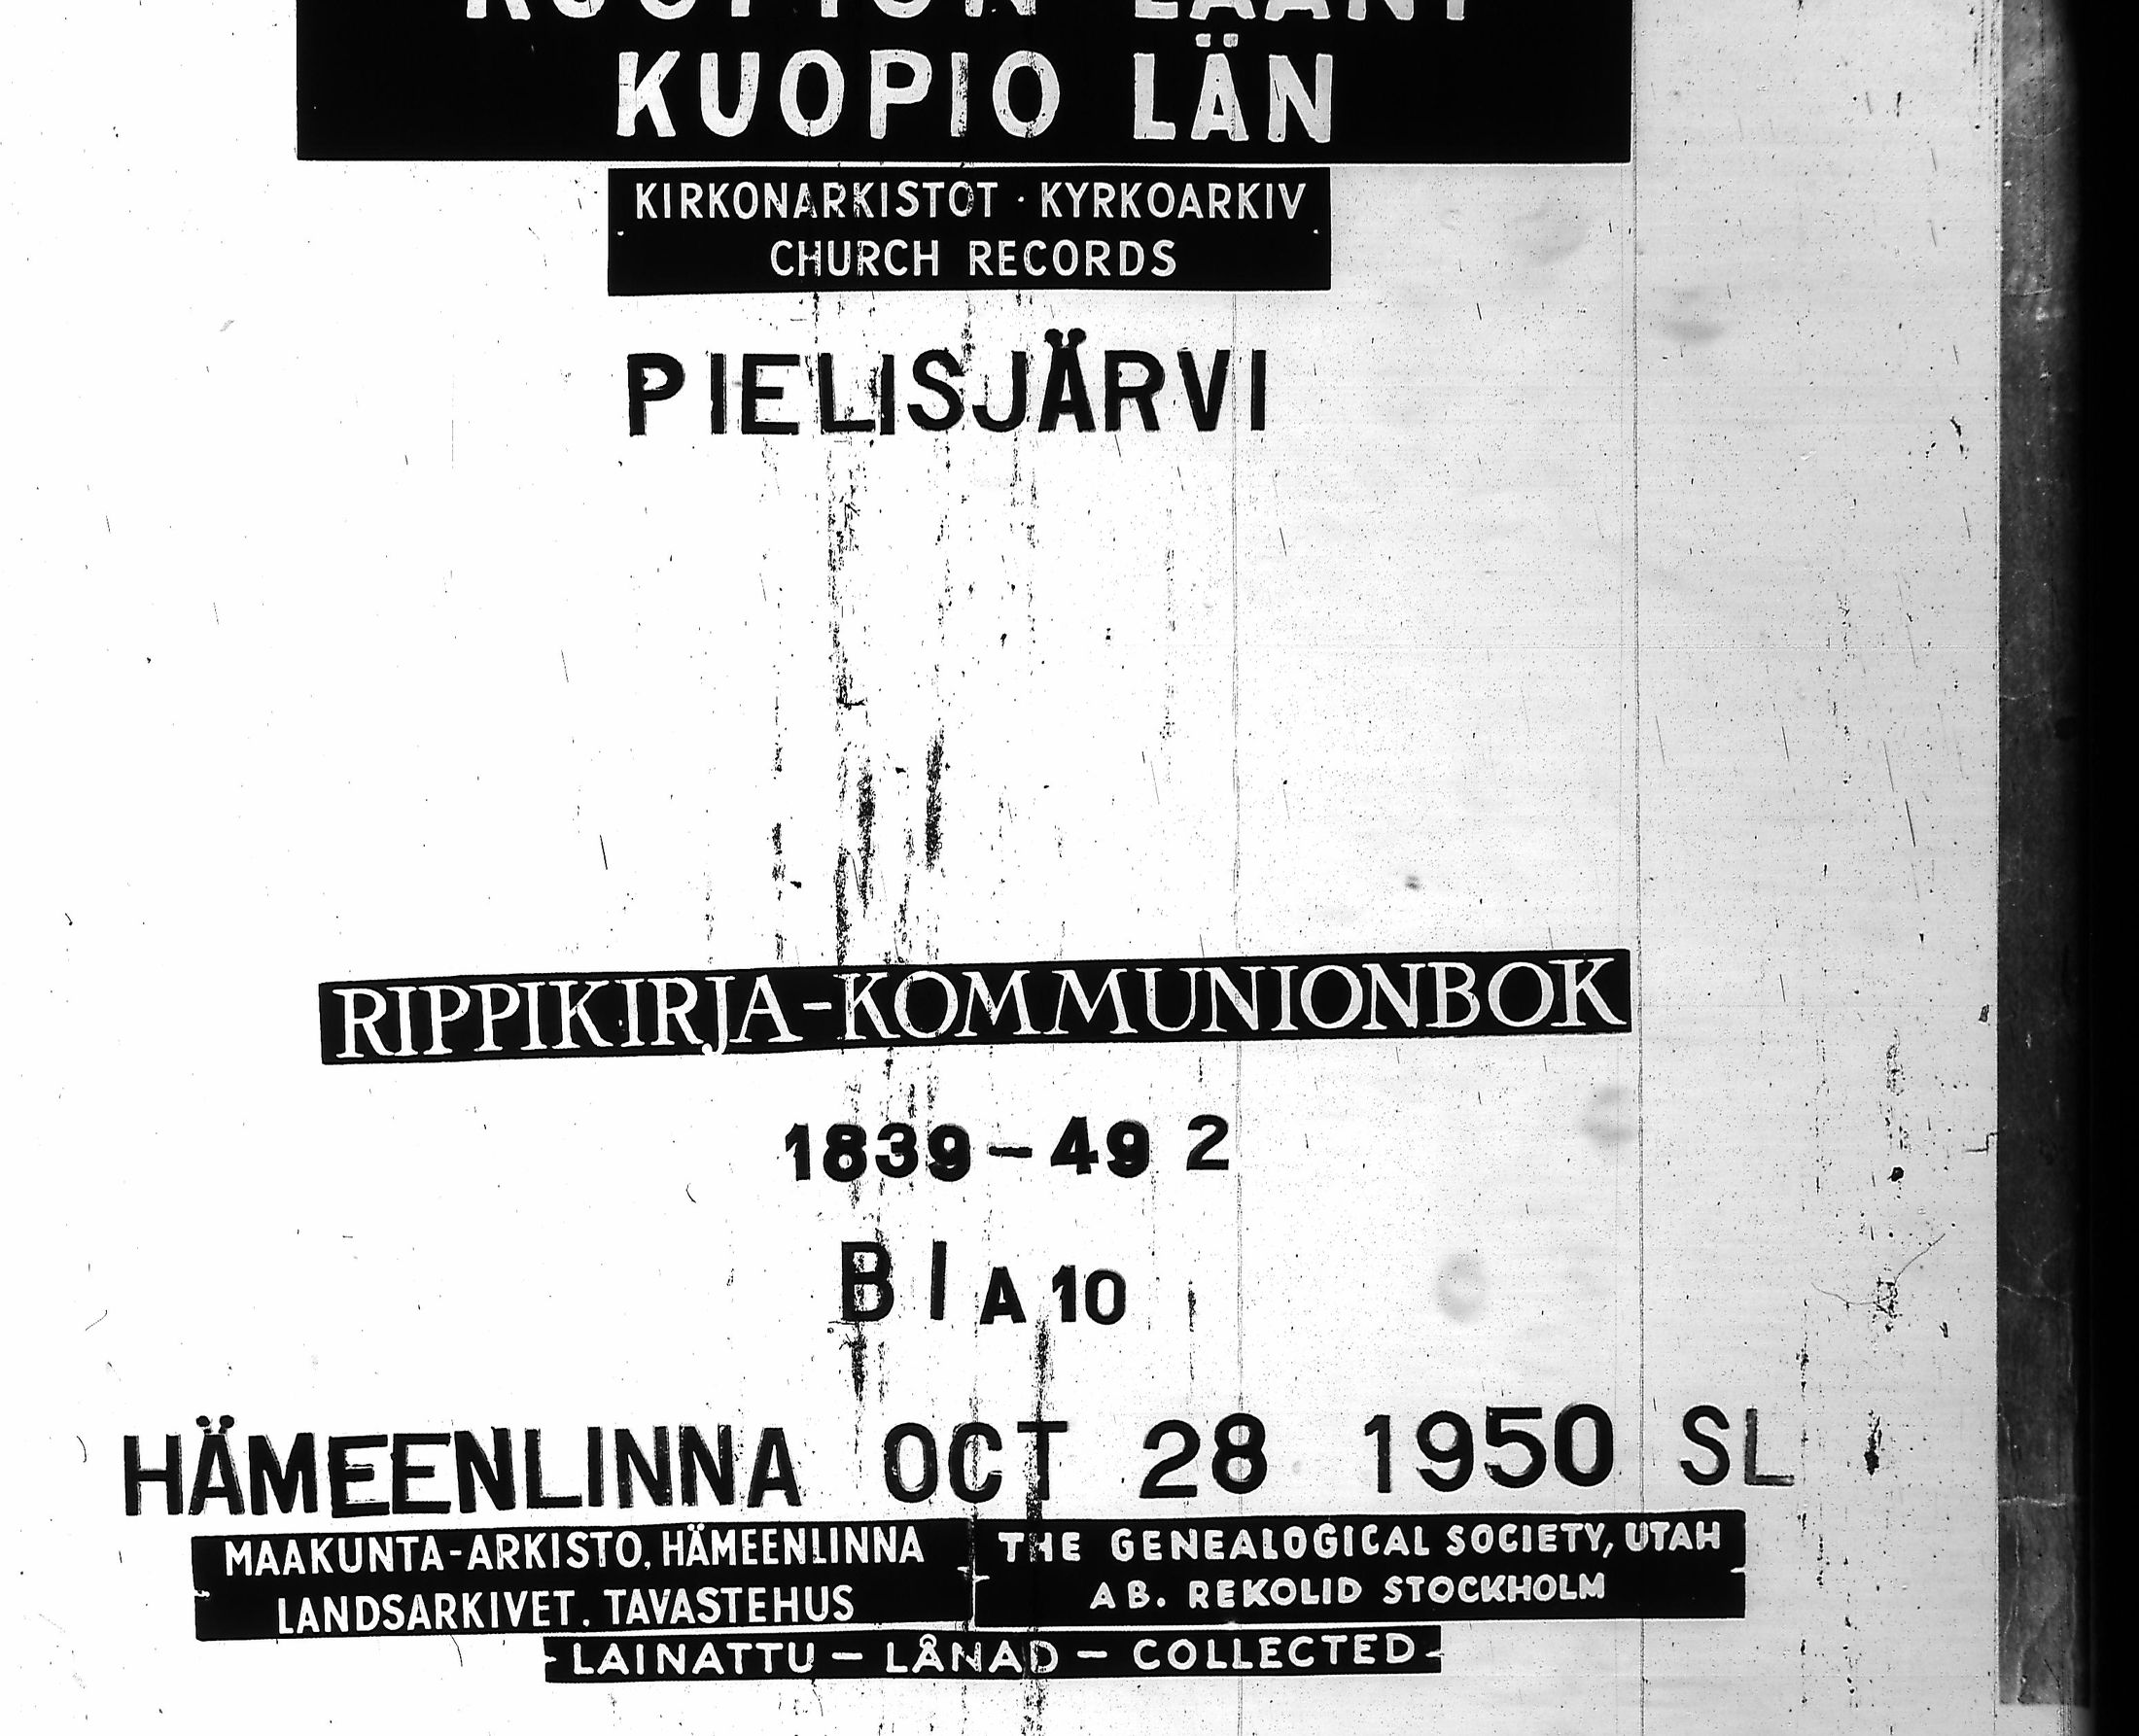 KUOPION LÄÄNI
KUOPIO LÄN
KIRKONARKISTOT · KYRKOARKIV
CHURCH RECORDS
PIELISJÄRVI
RIPPIKIRJA-KOMMUNIONBOK
1839-49 2
B I A 10
HÄMEENLINNA OCT 28 1950 SL
MAAKUNTA-ARKISTO, HÄMEENLINNA
LANDSARKIVET. TAVASTEHUS
THE GENEALOGICAL SOCIETY, UTAH
AB. REKOLID STOCKHOLM
LAINATTU - LÅNAD - COLLECTED